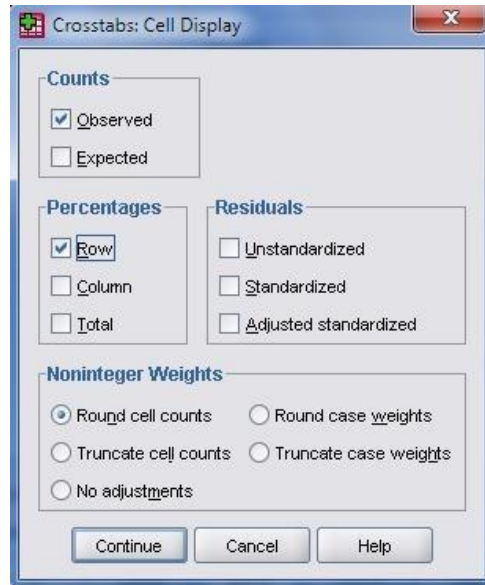 Crosstabs: Cell Display
Counts
Observed
Expected
Percentages
Row
Column
Total
Residuals
Unstandardized
Standardized
Adjusted standardized
Noninteger Weights
Round cell counts
Round case weights
Truncate cell counts
Truncate case weights
No adjustments
Continue
Cancel
Help